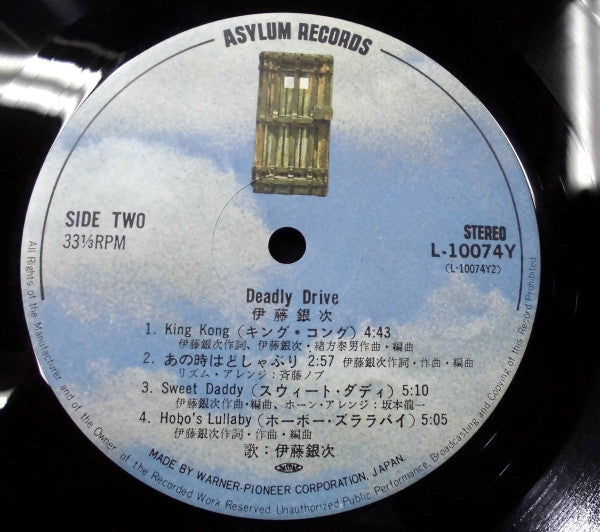 ASYLUM RECORDS
SIDE TWO
33⅓RPM
STEREO
L-10074Y
(L-10074Y2)
Deadly Drive
伊藤銀次
1. King Kong (キング・コング) 4:43
伊藤銀次作詞、伊藤銀次・緒方泰男作曲・編曲
2. あの時はどしゃぶり 2:57 伊藤銀次作詞・作曲・編曲
リズム・アレンジ:斉藤ノブ
3. Sweet Daddy (スウィート・ダディ) 5:10
伊藤銀次作曲・編曲、ホーン・アレンジ:坂本龍一
4. Hobo's Lullaby (ホーボー・ズララバイ) 5:05
伊藤銀次作詞・作曲・編曲
歌:伊藤銀次
MADE BY WARNER-PIONEER CORPORATION, JAPAN.
All Rights of the Manufacturer and of the Owner of the Recorded Work Reserved Unauthorized Public Performance, Broadcasting and Copying of this Record Prohibited